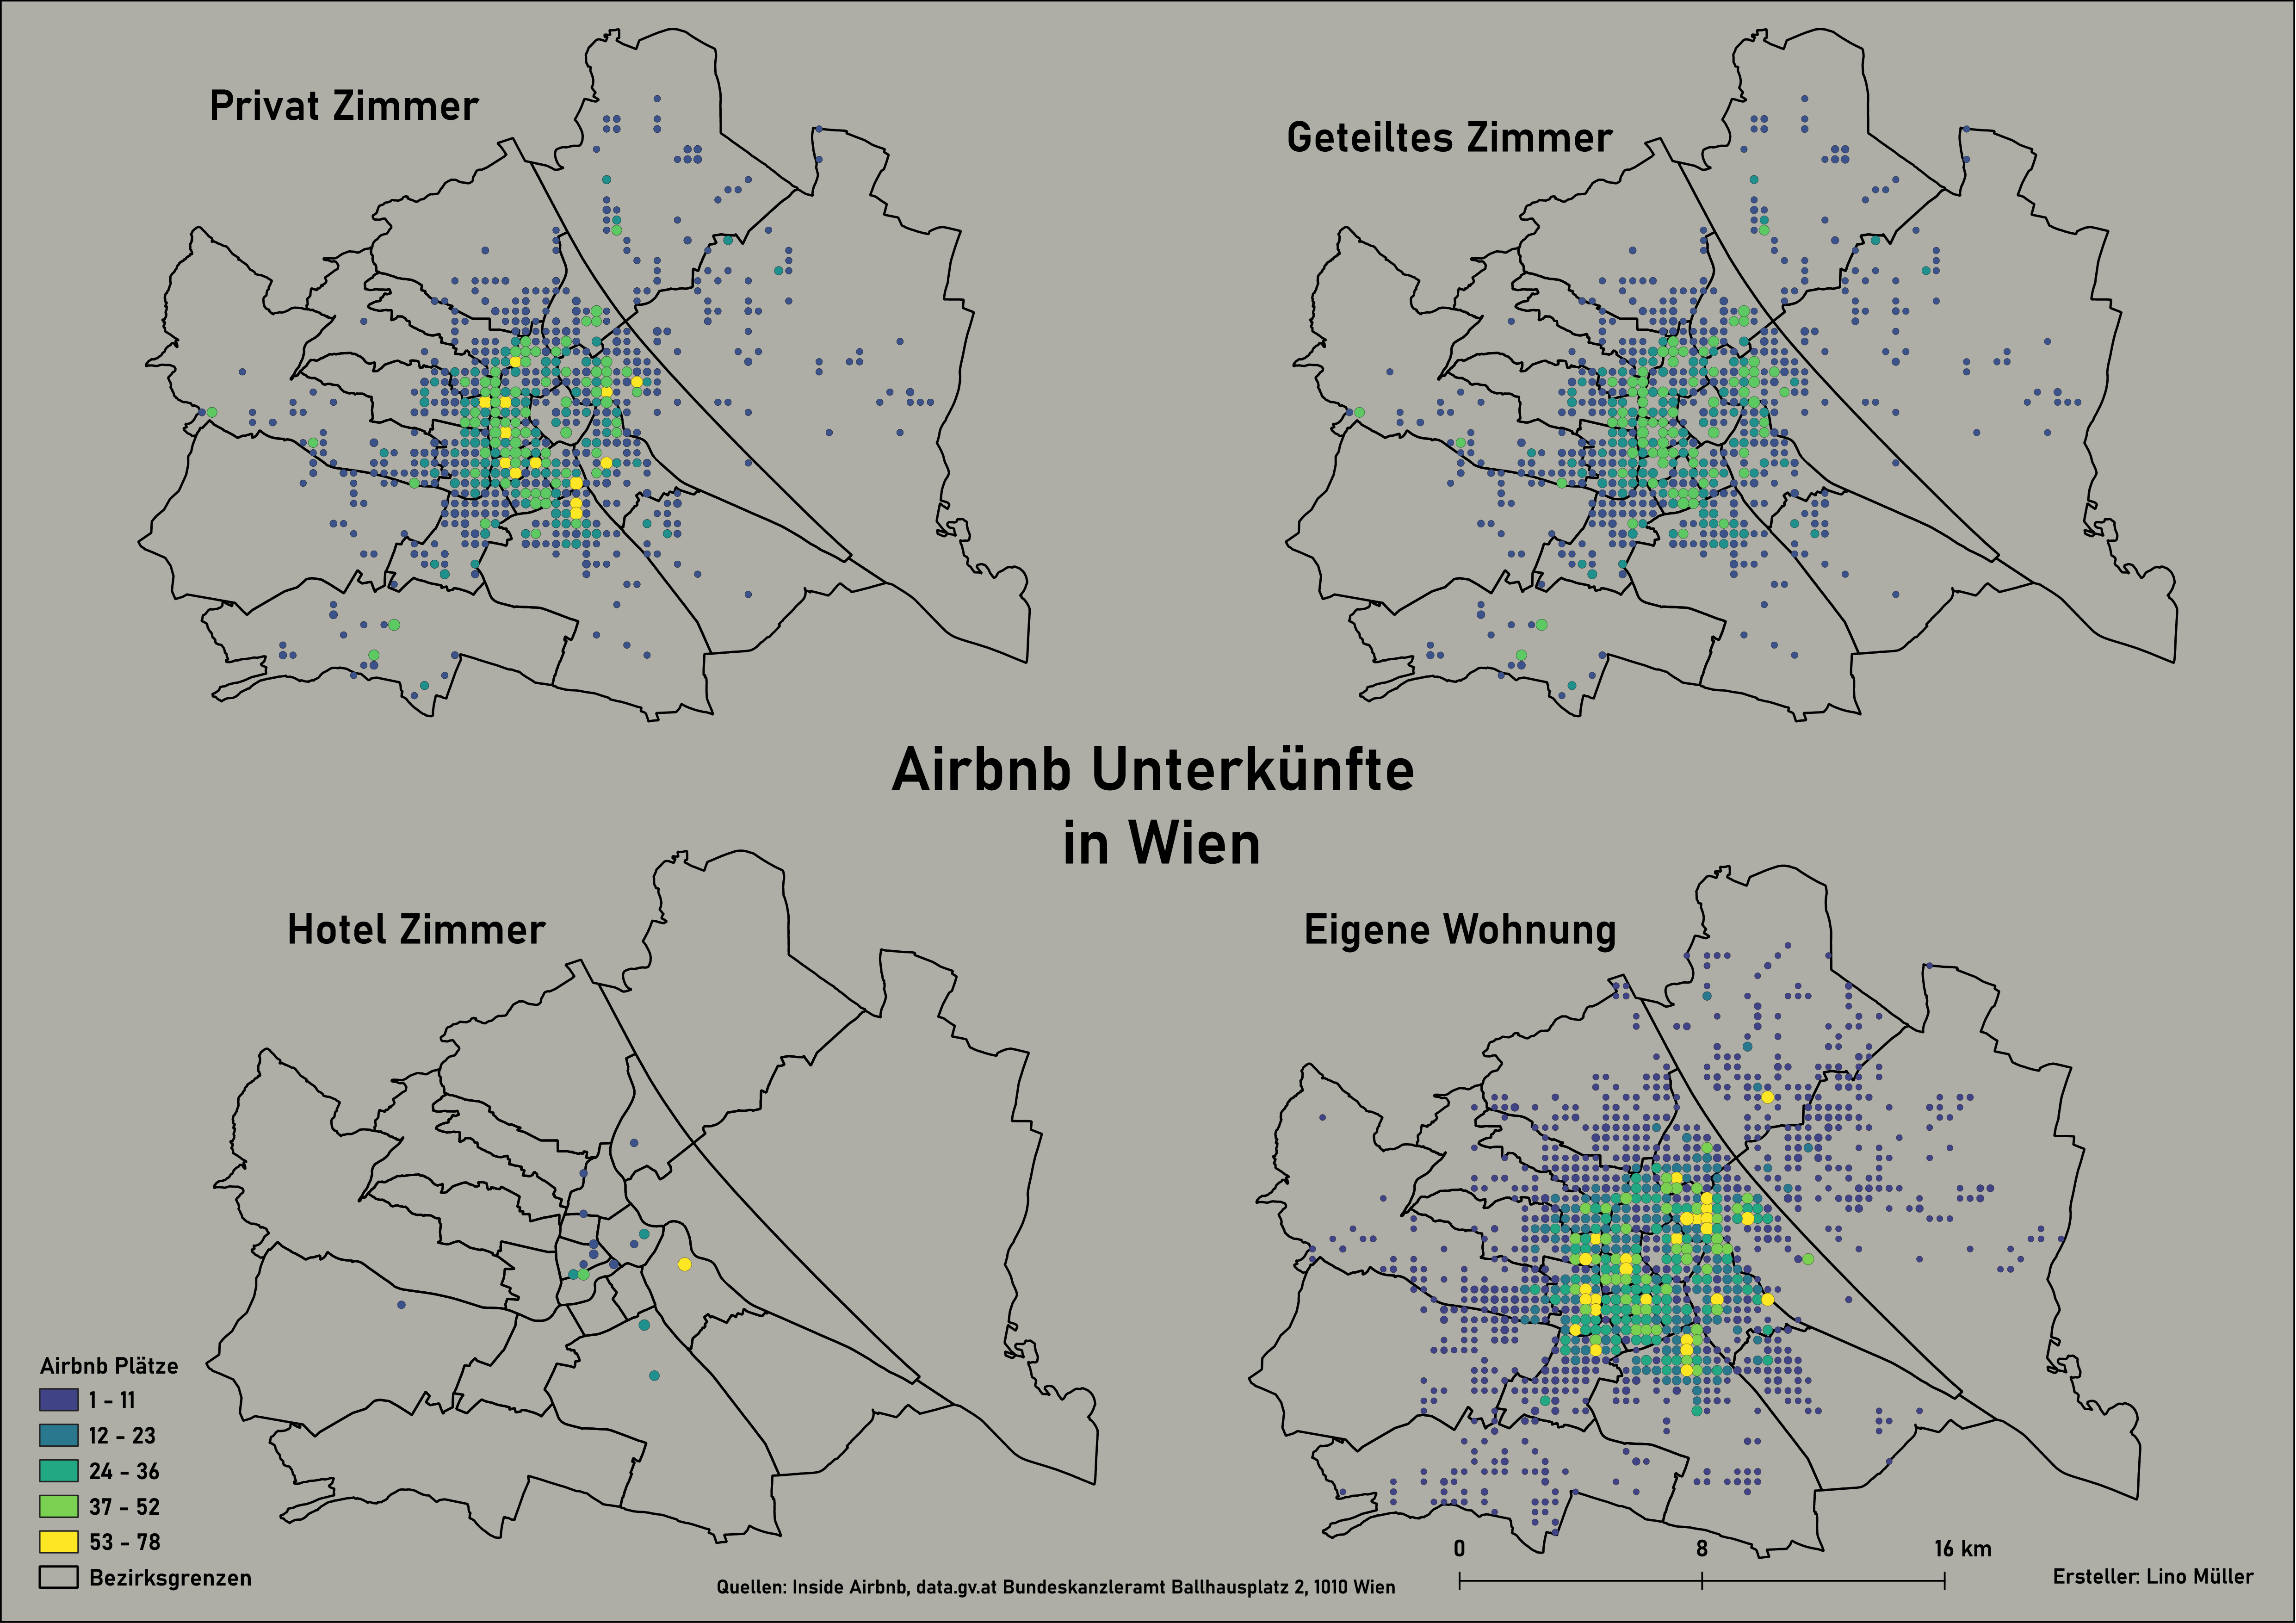 Privat Zimmer
Geteiltes Zimmer
Airbnb Unterkünfte
in Wien
Hotel Zimmer
Eigene Wohnung
Airbnb Plätze
1 - 11
12 - 23
24 - 36
37 - 52
53 - 78
Bezirksgrenzen
Quellen: Inside Airbnb, data.gv.at Bundeskanzleramt Ballhausplatz 2, 1010 Wien
0 8 16 km
Ersteller: Lino Müller